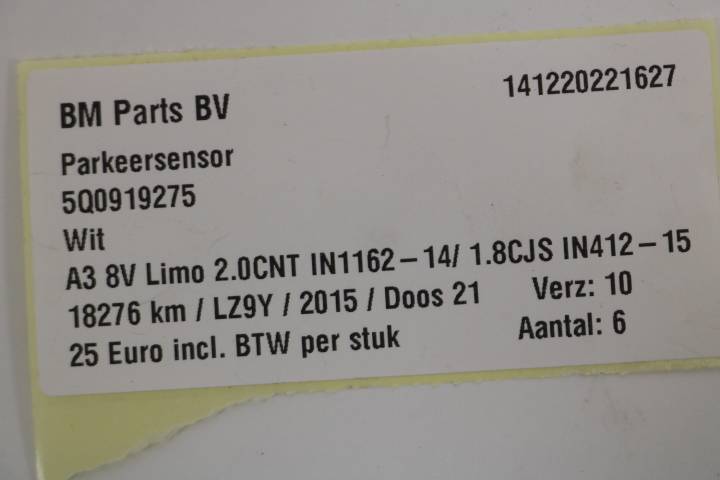 BM Parts BV 141220221627
Parkeersensor
5Q0919275
Wit
A3 8V Limo 2.0CNT IN1162-14/ 1.8CJS IN412-15
18276 km / LZ9Y / 2015 / Doos 21 Verz: 10
25 Euro incl. BTW per stuk Aantal: 6